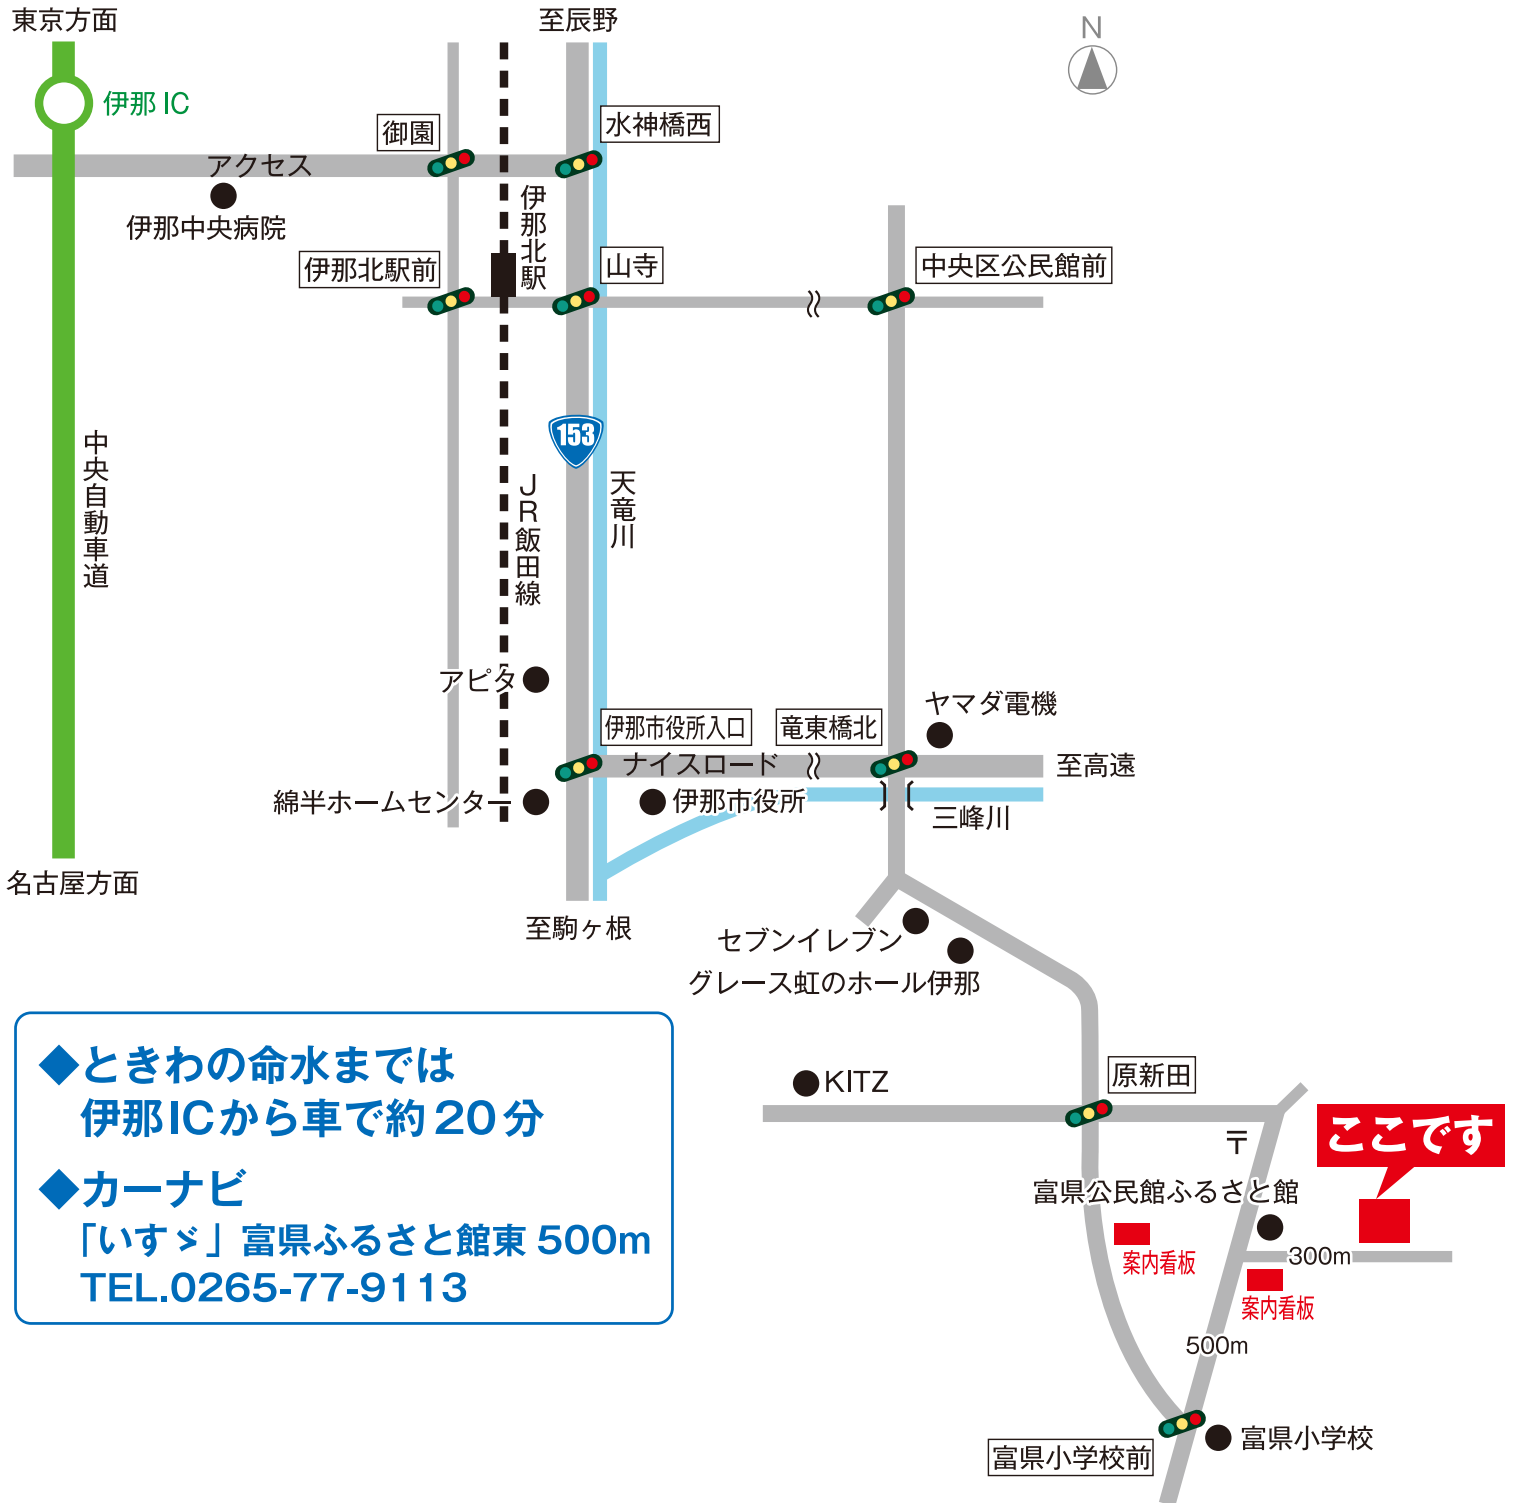 東京方面
至辰野
N
伊那 IC
御園
水神橋西
アクセス
伊那中央病院
伊那北駅
伊那北駅前
山寺
中央区公民館前
153
中央自動車道
JR飯田線
天竜川
アピタ
ヤマダ電機
伊那市役所入口
竜東橋北
ナイスロード
至高遠
綿半ホームセンター
伊那市役所
三峰川
名古屋方面
至駒ヶ根
セブンイレブン
グレース虹のホール伊那
◆ときわの命水までは
伊那ICから車で約20分
◆カーナビ
「いすゞ」富県ふるさと館東 500m
TEL.0265-77-9113
KITZ
原新田
〒
ここです
富県公民館ふるさと館
案内看板
300m
案内看板
500m
富県小学校前
富県小学校